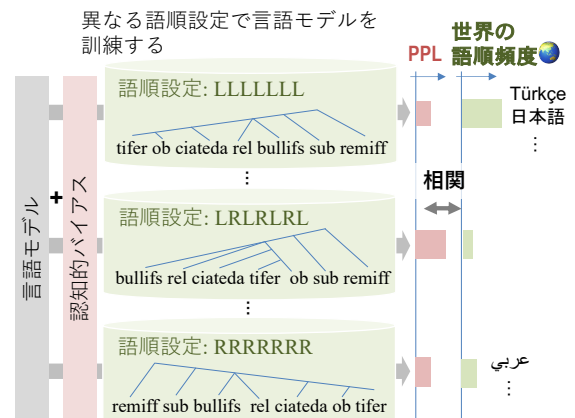 異なる語順設定で言語モデルを
訓練する
PPL
世界の
語順頻度
語順設定: LLLLLLL
tifer ob ciateda rel bullifs sub remiff
⋮
Türkçe
日本語
⋮
言語モデル
+
認知的バイアス
相関
語順設定: LRLRLRL
bullifs rel ciateda tifer ob sub remiff
⋮
語順設定: RRRRRRR
remiff sub bullifs rel ciateda ob tifer
عربي
⋮